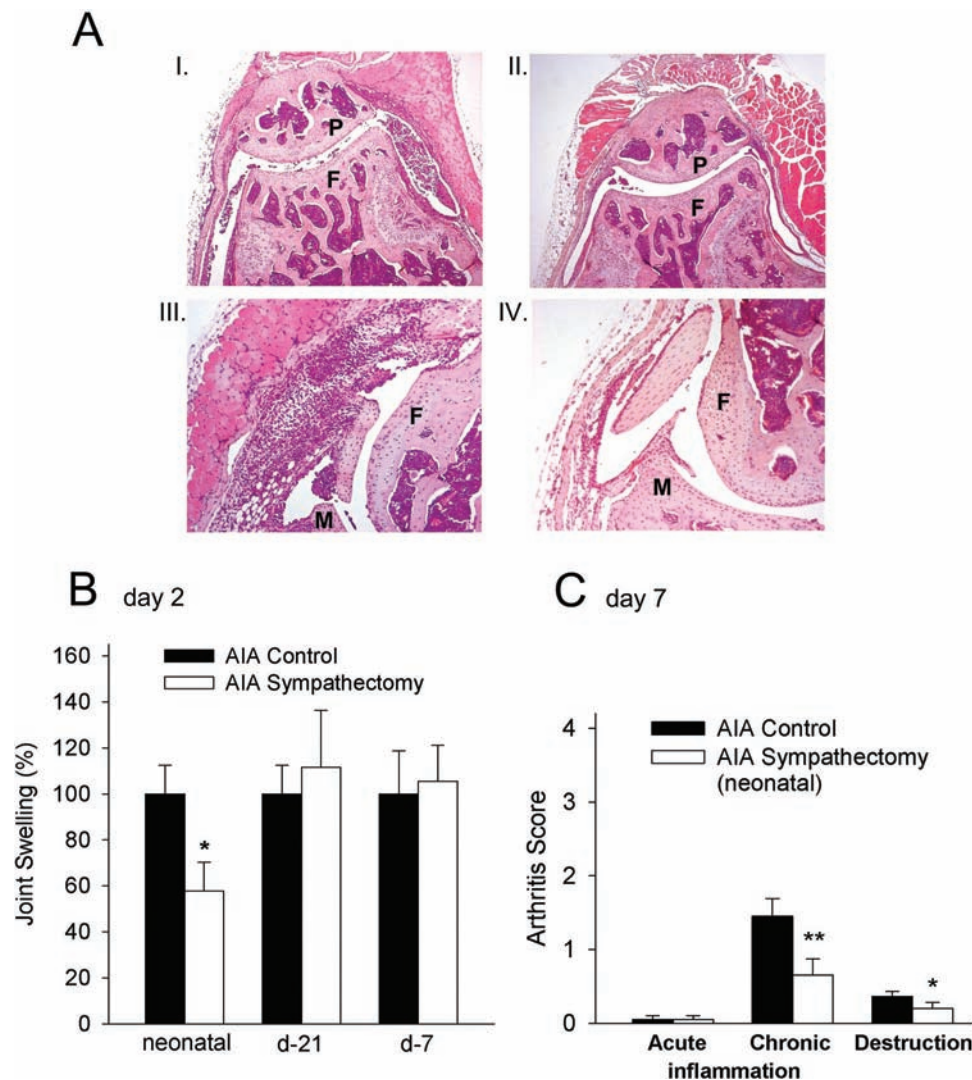 A
I.
II.
P
F
P
F
III.
IV.
F
M
F
M
B day 2
160
140
120
100
80
60
40
20
0
Joint Swelling (%)
AIA Control
AIA Sympathectomy
*
neonatal d-21 d-7
C day 7
4
3
2
1
0
Arthritis Score
AIA Control
AIA Sympathectomy
(neonatal)
**
*
Acute Chronic Destruction
inflammation